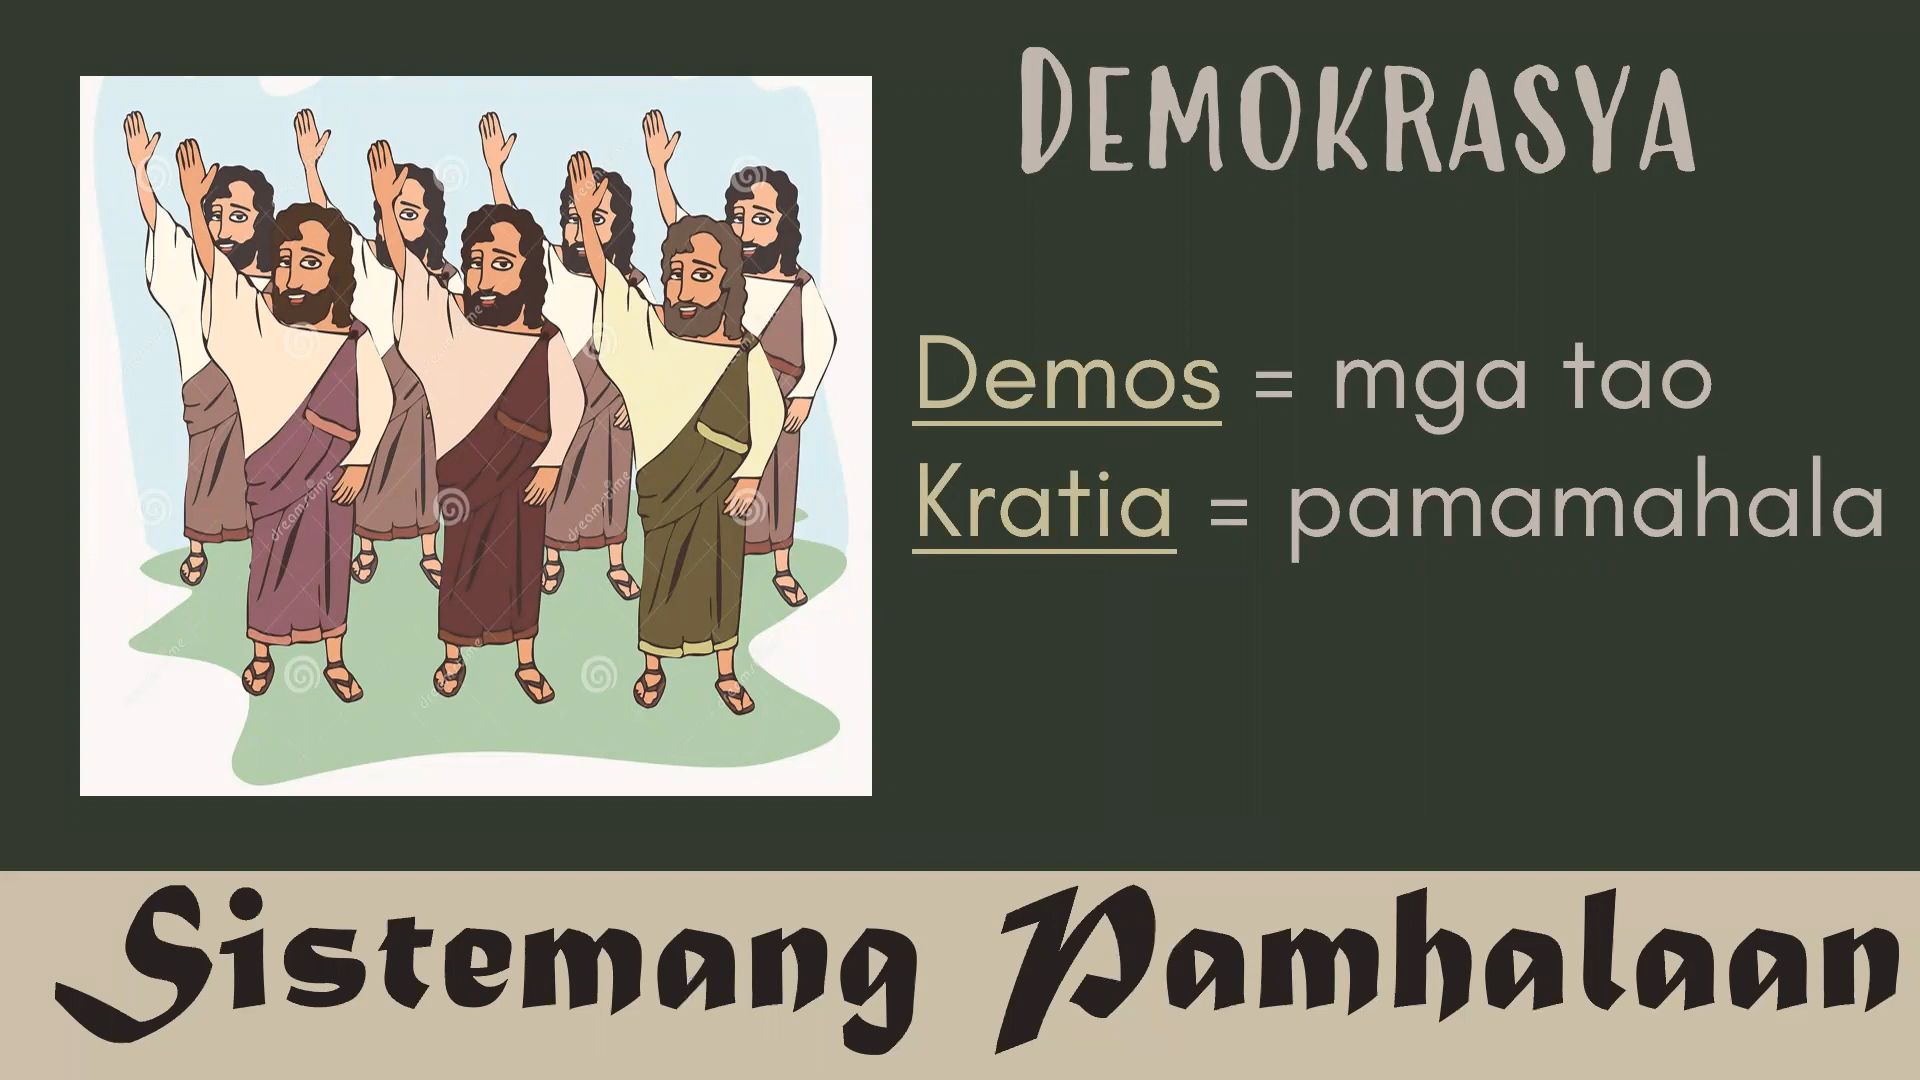 DEMOKRASYA
Demos = mga tao
Kratia = pamamahala
Sistemang Pamhalaan